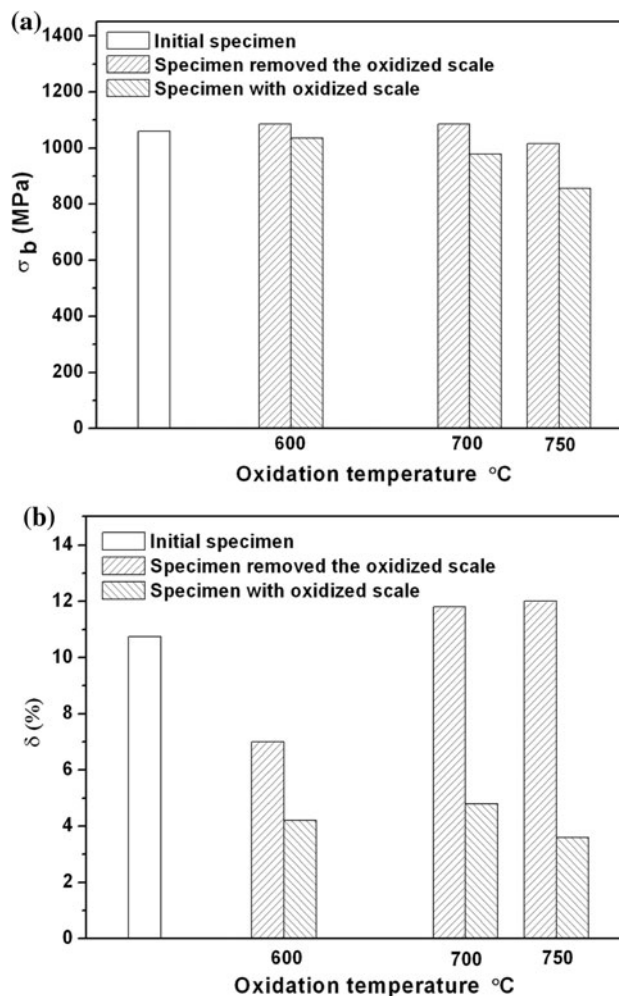 (a)
1400
1200
1000
800
600
400
200
0
σ b (MPa)
Initial specimen
Specimen removed the oxidized scale
Specimen with oxidized scale
600 700 750
Oxidation temperature °C
(b)
14
12
10
8
6
4
2
0
δ (%)
Initial specimen
Specimen removed the oxidized scale
Specimen with oxidized scale
600 700 750
Oxidation temperature °C